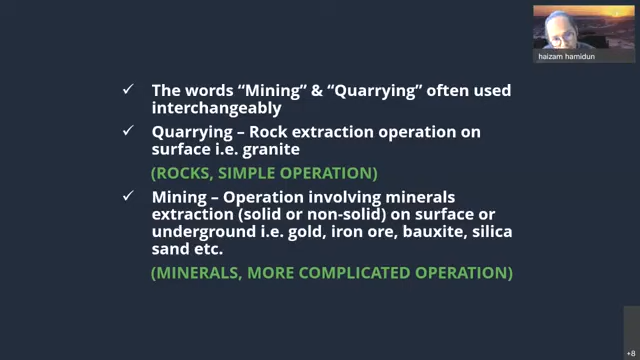 haizam hamidun
✓ The words “Mining” & “Quarrying” often used
interchangeably
✓ Quarrying – Rock extraction operation on
surface i.e. granite
(ROCKS, SIMPLE OPERATION)
✓ Mining – Operation involving minerals
extraction (solid or non-solid) on surface or
underground i.e. gold, iron ore, bauxite, silica
sand etc.
(MINERALS, MORE COMPLICATED OPERATION)
+8